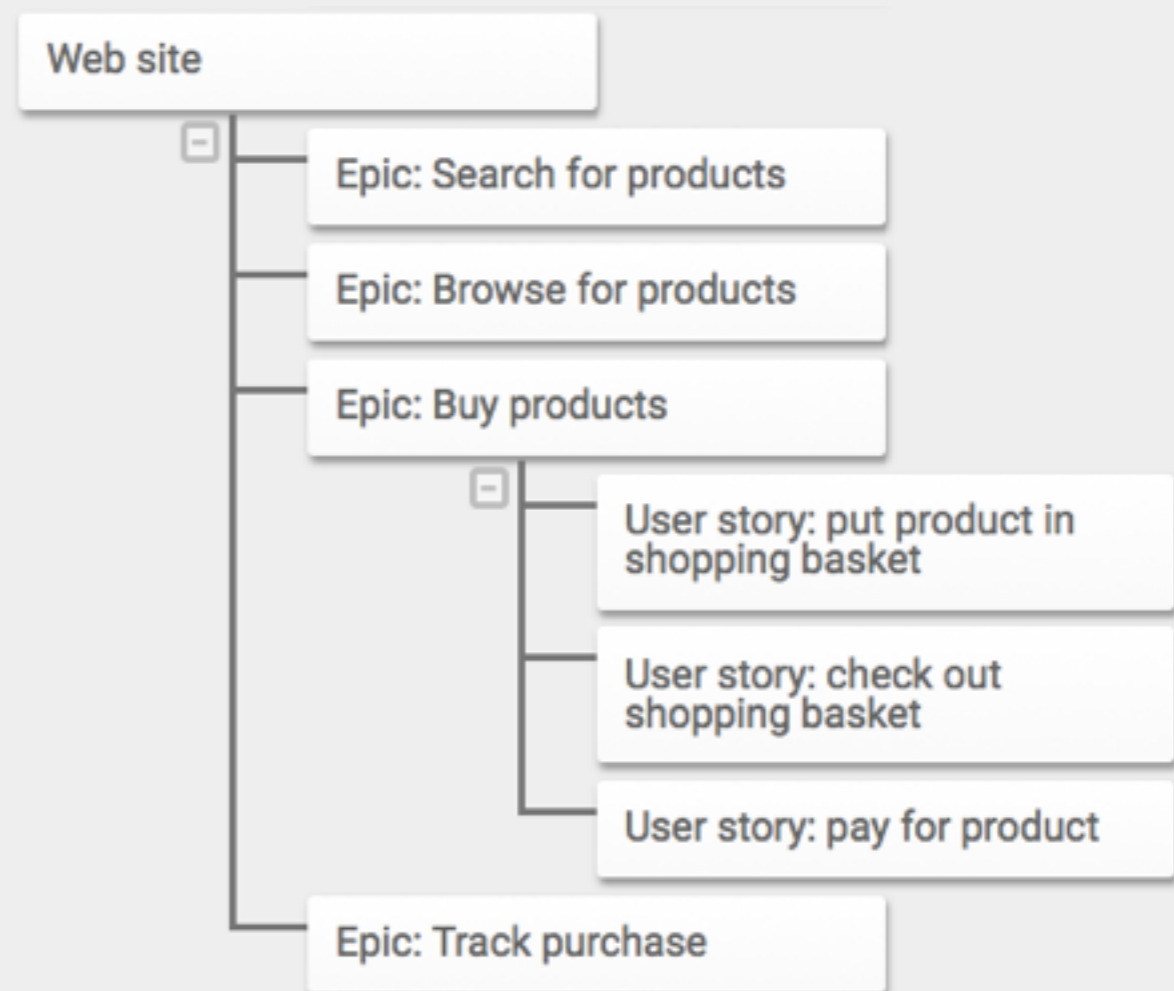 Web site
Epic: Search for products
Epic: Browse for products
Epic: Buy products
User story: put product in
shopping basket
User story: check out
shopping basket
User story: pay for product
Epic: Track purchase